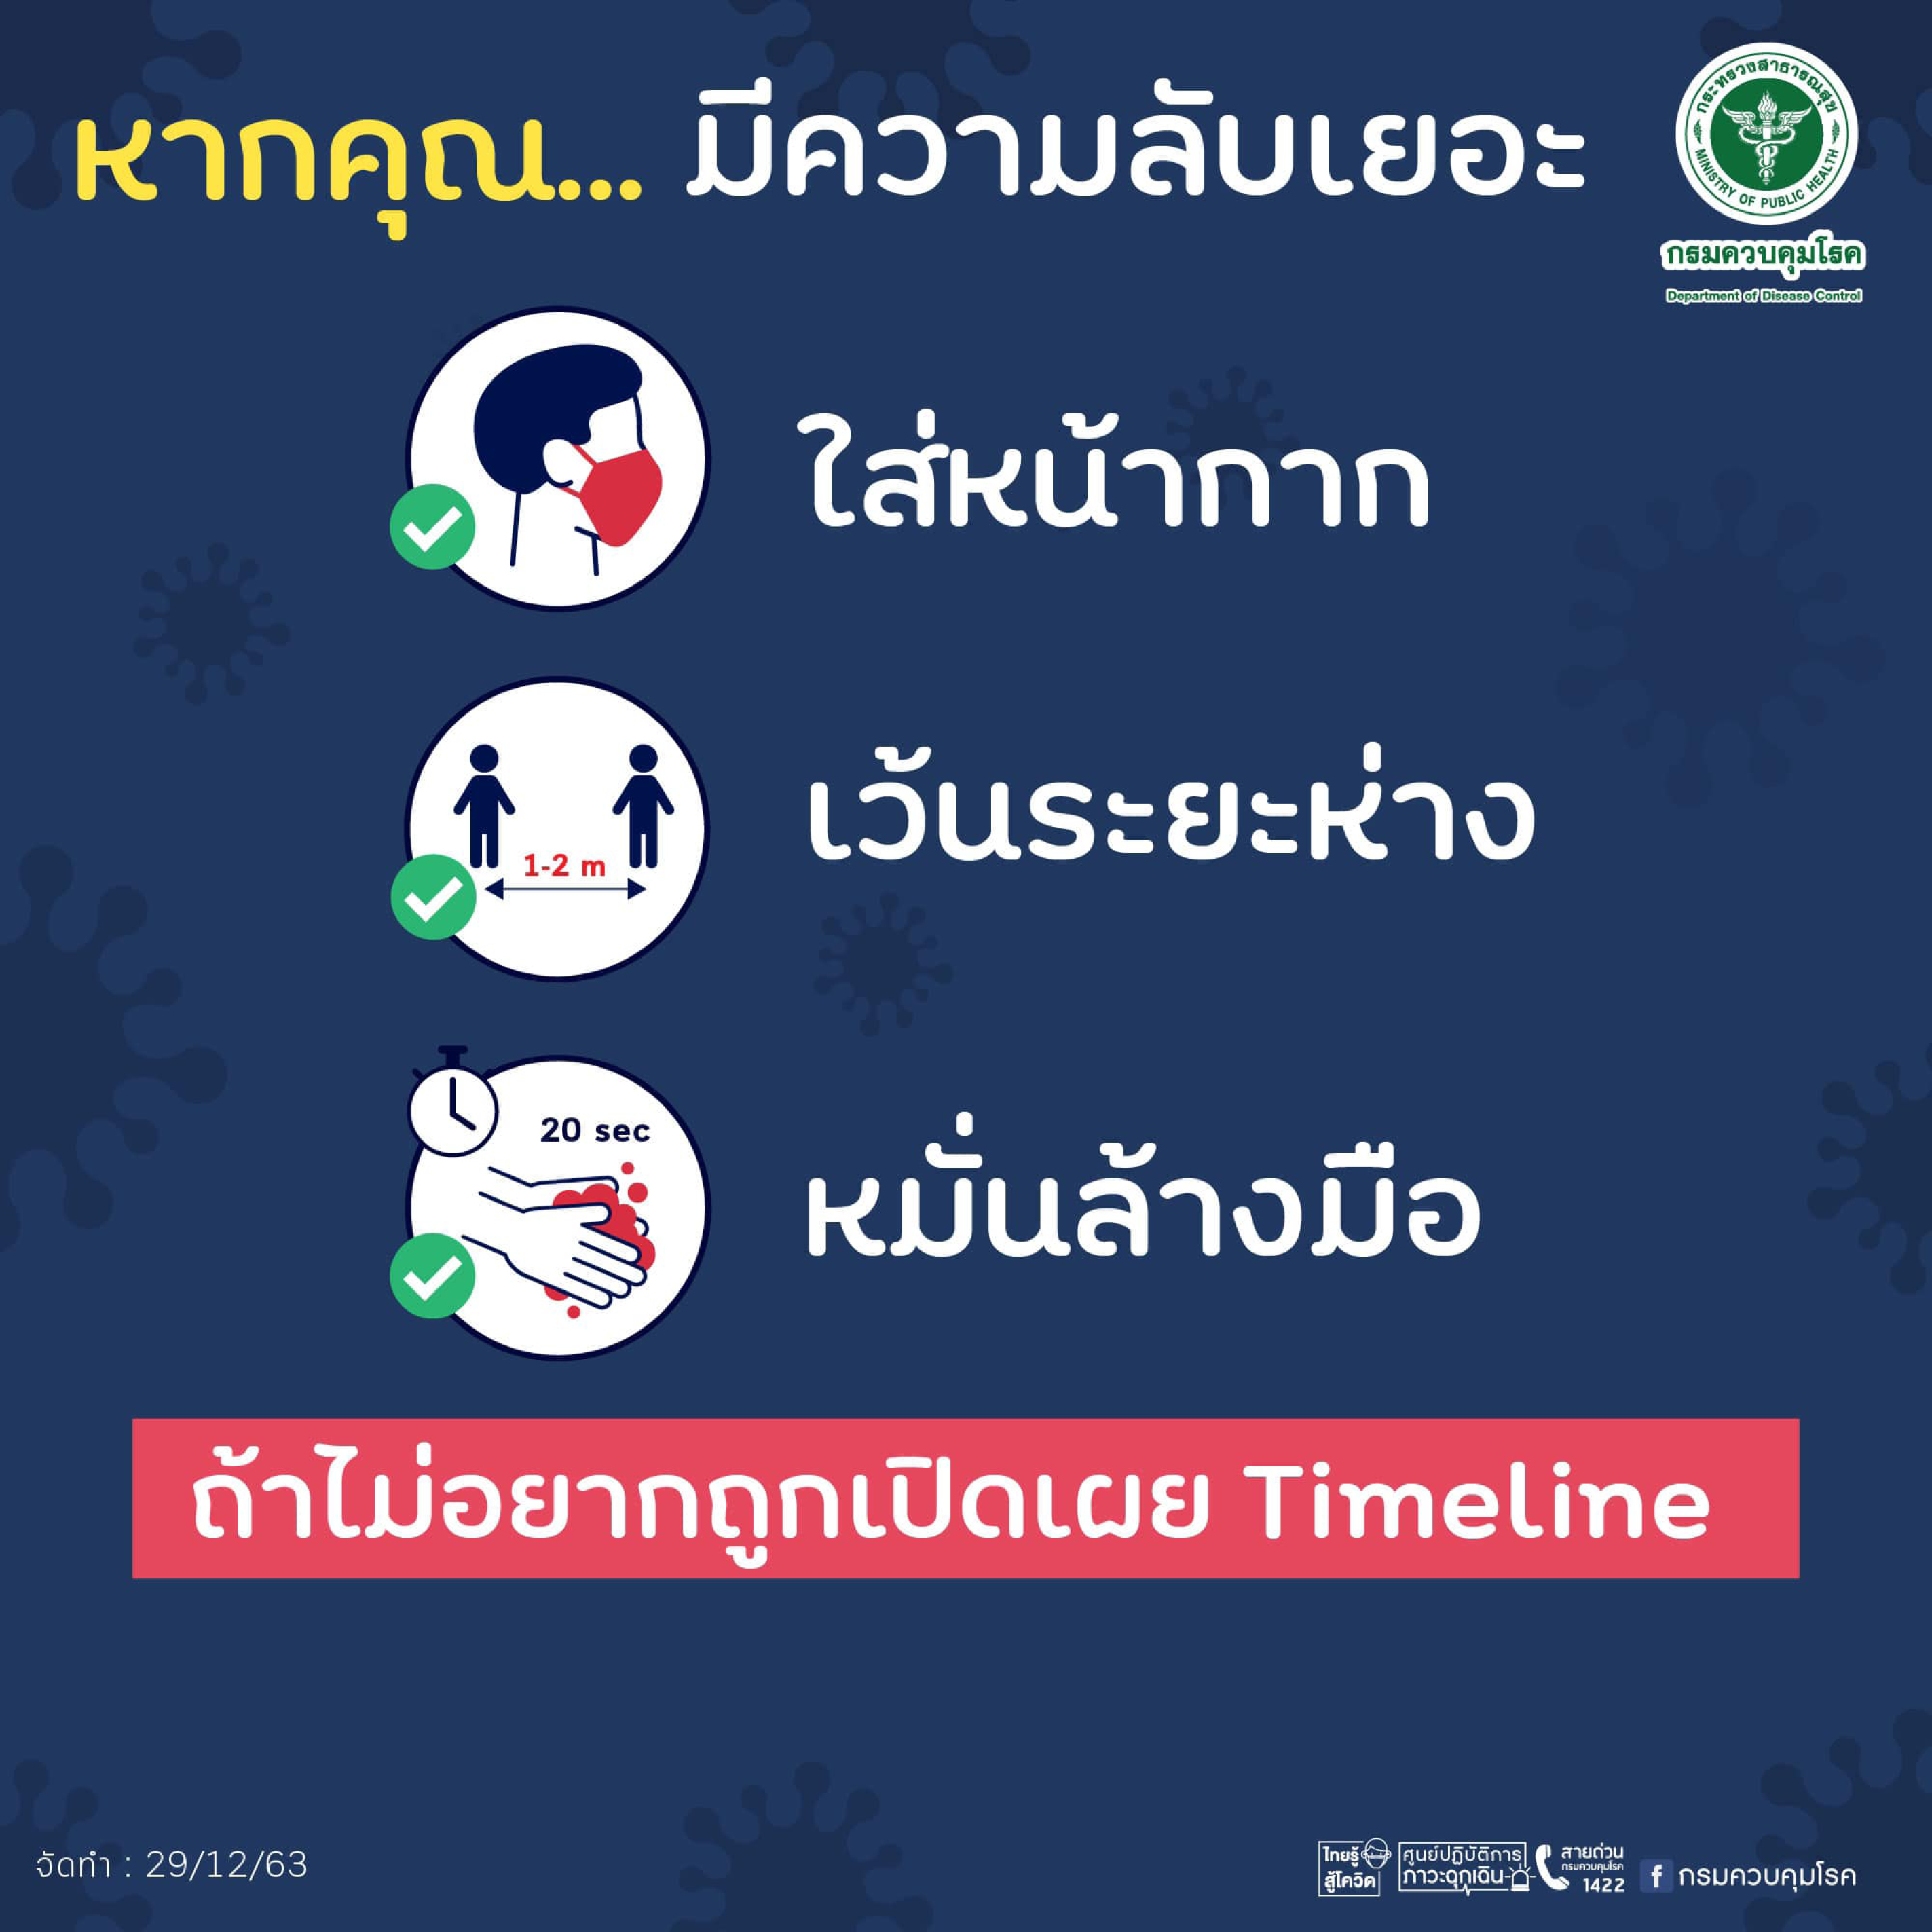 หากคุณ... มีความลับเยอะ
กระทรวงสาธารณสุข
MINISTRY OF PUBLIC HEALTH
กรมควบคุมโรค
Department of Disease Control
ใส่หน้ากาก
1-2 m
เว้นระยะห่าง
20 sec
หมั่นล้างมือ
ถ้าไม่อยากถูกเปิดเผย Timeline
จัดทำ : 29/12/63
ไทยรู้
สู้โควิด
ศูนย์ปฏิบัติการ
ภาวะฉุกเฉิน
สายด่วน
กรมควบคุมโรค
1422
f กรมควบคุมโรค